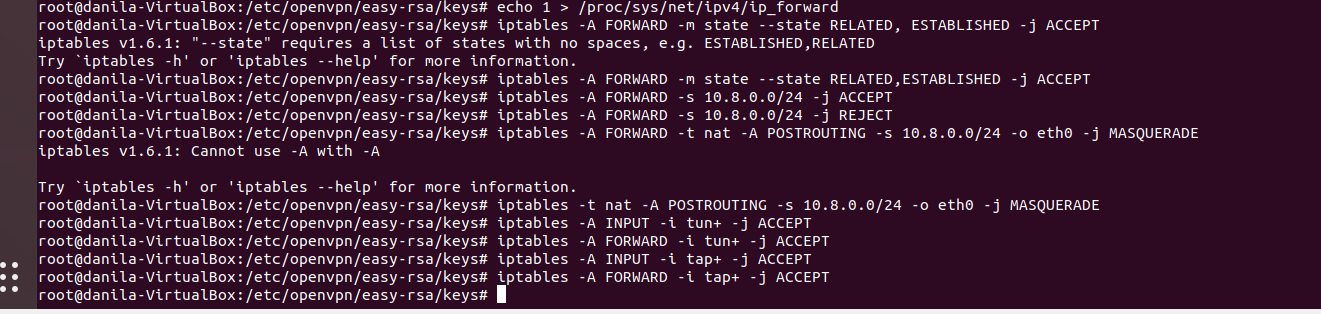 root@danila-VirtualBox:/etc/openvpn/easy-rsa/keys# echo 1 > /proc/sys/net/ipv4/ip_forward
root@danila-VirtualBox:/etc/openvpn/easy-rsa/keys# iptables -A FORWARD -m state --state RELATED, ESTABLISHED -j ACCEPT
iptables v1.6.1: "--state" requires a list of states with no spaces, e.g. ESTABLISHED,RELATED
Try `iptables -h' or 'iptables --help' for more information.
root@danila-VirtualBox:/etc/openvpn/easy-rsa/keys# iptables -A FORWARD -m state --state RELATED,ESTABLISHED -j ACCEPT
root@danila-VirtualBox:/etc/openvpn/easy-rsa/keys# iptables -A FORWARD -s 10.8.0.0/24 -j ACCEPT
root@danila-VirtualBox:/etc/openvpn/easy-rsa/keys# iptables -A FORWARD -s 10.8.0.0/24 -j REJECT
root@danila-VirtualBox:/etc/openvpn/easy-rsa/keys# iptables -A FORWARD -t nat -A POSTROUTING -s 10.8.0.0/24 -o eth0 -j MASQUERADE
iptables v1.6.1: Cannot use -A with -A
Try `iptables -h' or 'iptables --help' for more information.
root@danila-VirtualBox:/etc/openvpn/easy-rsa/keys# iptables -t nat -A POSTROUTING -s 10.8.0.0/24 -o eth0 -j MASQUERADE
root@danila-VirtualBox:/etc/openvpn/easy-rsa/keys# iptables -A INPUT -i tun+ -j ACCEPT
root@danila-VirtualBox:/etc/openvpn/easy-rsa/keys# iptables -A FORWARD -i tun+ -j ACCEPT
root@danila-VirtualBox:/etc/openvpn/easy-rsa/keys# iptables -A INPUT -i tap+ -j ACCEPT
root@danila-VirtualBox:/etc/openvpn/easy-rsa/keys# iptables -A FORWARD -i tap+ -j ACCEPT
root@danila-VirtualBox:/etc/openvpn/easy-rsa/keys#